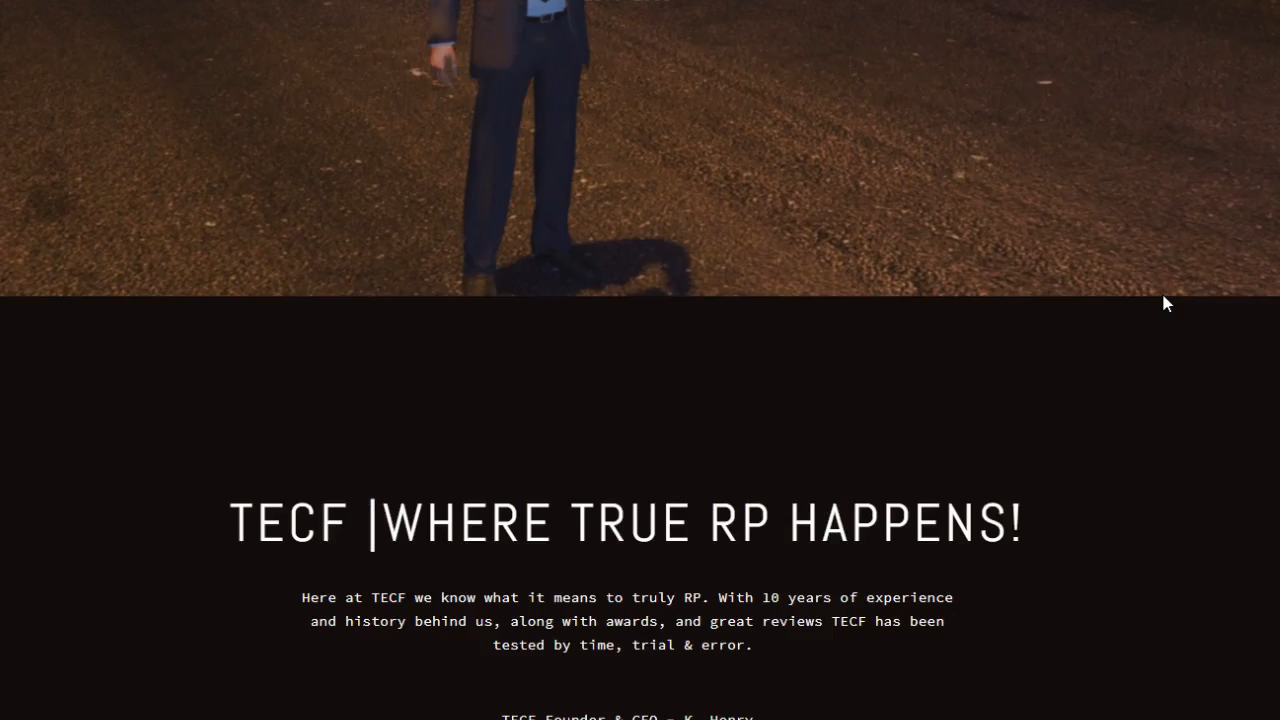 TECF |WHERE TRUE RP HAPPENS!
Here at TECF we know what it means to truly RP. With 10 years of experience
and history behind us, along with awards, and great reviews TECF has been
tested by time, trial & error.
TECF Founder & CEO - K. Henry